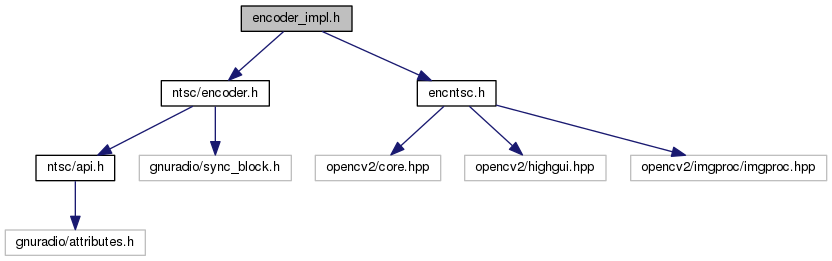 encoder_impl.h
ntsc/encoder.h
encntsc.h
ntsc/api.h
gnuradio/sync_block.h
opencv2/core.hpp
opencv2/highgui.hpp
opencv2/imgproc/imgproc.hpp
gnuradio/attributes.h